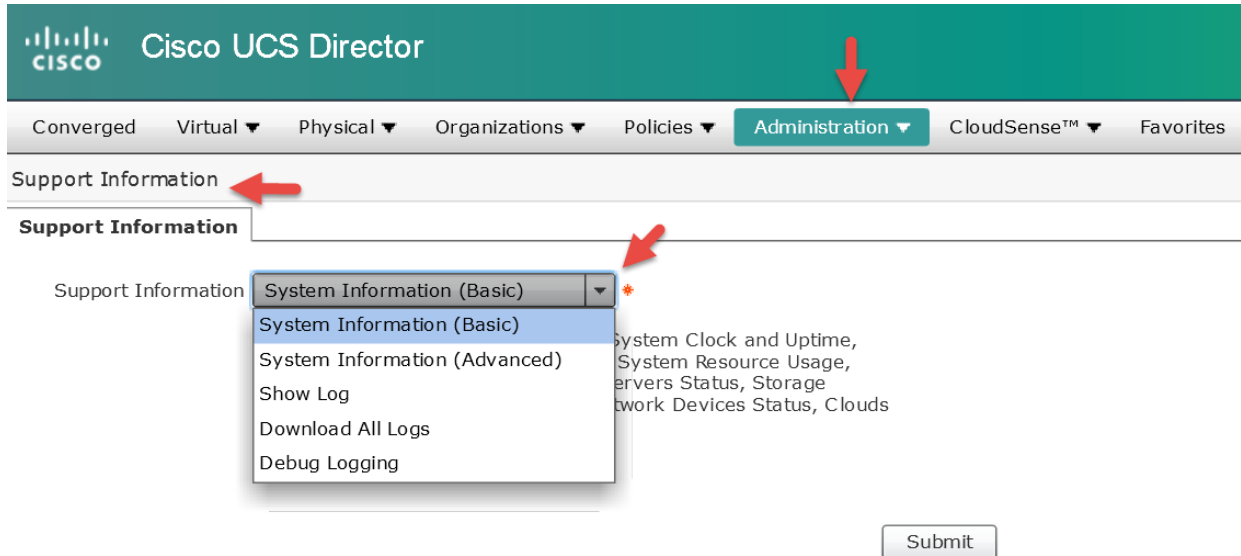 CISCO Cisco UCS Director
Converged Virtual Physical Organizations Policies Administration CloudSense™ Favorites
Support Information
Support Information
Support Information System Information (Basic)
System Information (Basic)
System Information (Advanced)
Show Log
Download All Logs
Debug Logging
System Clock and Uptime,
System Resource Usage,
Status, Storage
Devices Status, Clouds
Submit